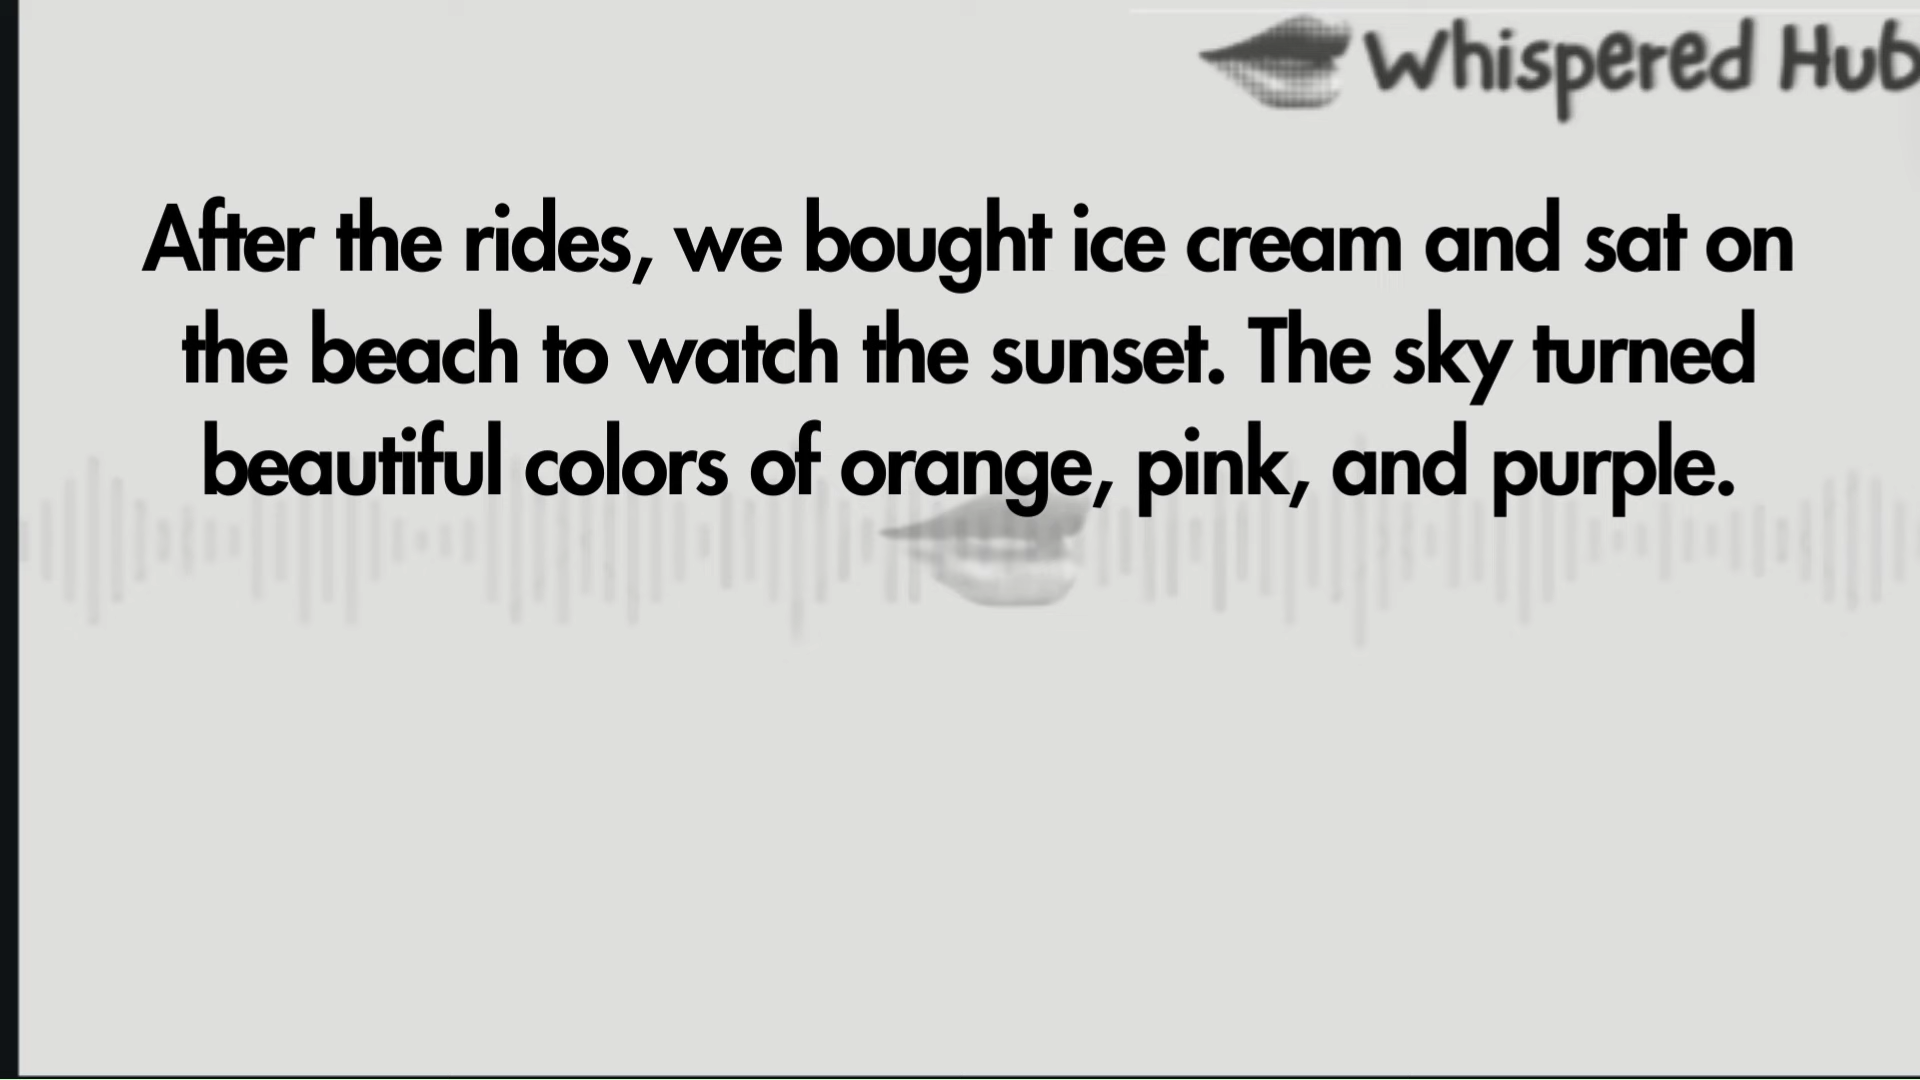 Whispered Hub
After the rides, we bought ice cream and sat on
the beach to watch the sunset. The sky turned
beautiful colors of orange, pink, and purple.